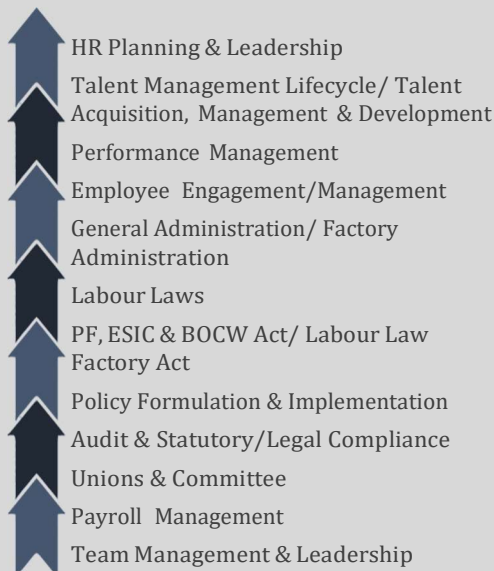 HR Planning & Leadership
Talent Management Lifecycle/ Talent
Acquisition, Management & Development
Performance Management
Employee Engagement/Management
General Administration/ Factory
Administration
Labour Laws
PF, ESIC & BOCW Act/ Labour Law
Factory Act
Policy Formulation & Implementation
Audit & Statutory/Legal Compliance
Unions & Committee
Payroll Management
Team Management & Leadership